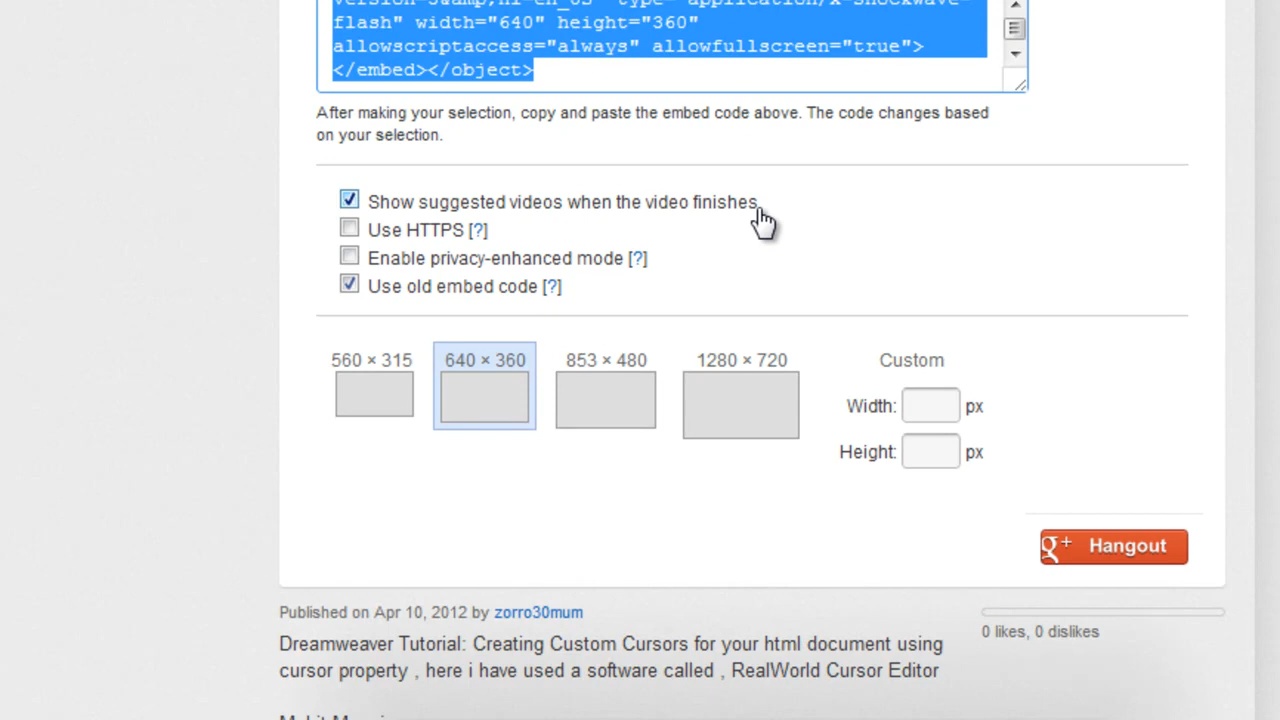 flash" width="640" height="360"
allowscriptaccess="always" allowfullscreen="true">
</embed></object>
After making your selection, copy and paste the embed code above. The code changes based
on your selection.
Show suggested videos when the video finishes
Use HTTPS [?]
Enable privacy-enhanced mode [?]
Use old embed code [?]
560 × 315 640 × 360 853 × 480 1280 × 720 Custom
Width: px
Height: px
g+ Hangout
Published on Apr 10, 2012 by zorro30mum
0 likes, 0 dislikes
Dreamweaver Tutorial: Creating Custom Cursors for your html document using
cursor property , here i have used a software called , RealWorld Cursor Editor